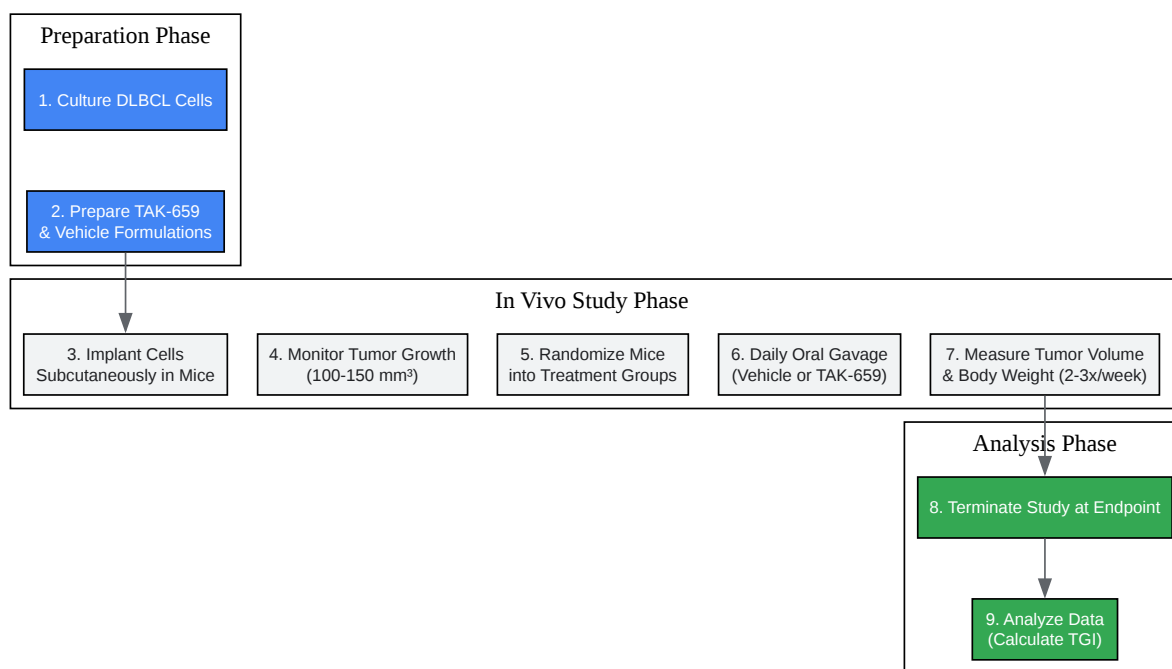 Preparation Phase
1. Culture DLBCL Cells
2. Prepare TAK-659
& Vehicle Formulations
In Vivo Study Phase
3. Implant Cells
Subcutaneously in Mice
4. Monitor Tumor Growth
(100-150 mm³)
5. Randomize Mice
into Treatment Groups
6. Daily Oral Gavage
(Vehicle or TAK-659)
7. Measure Tumor Volume
& Body Weight (2-3x/week)
Analysis Phase
8. Terminate Study at Endpoint
9. Analyze Data
(Calculate TGI)